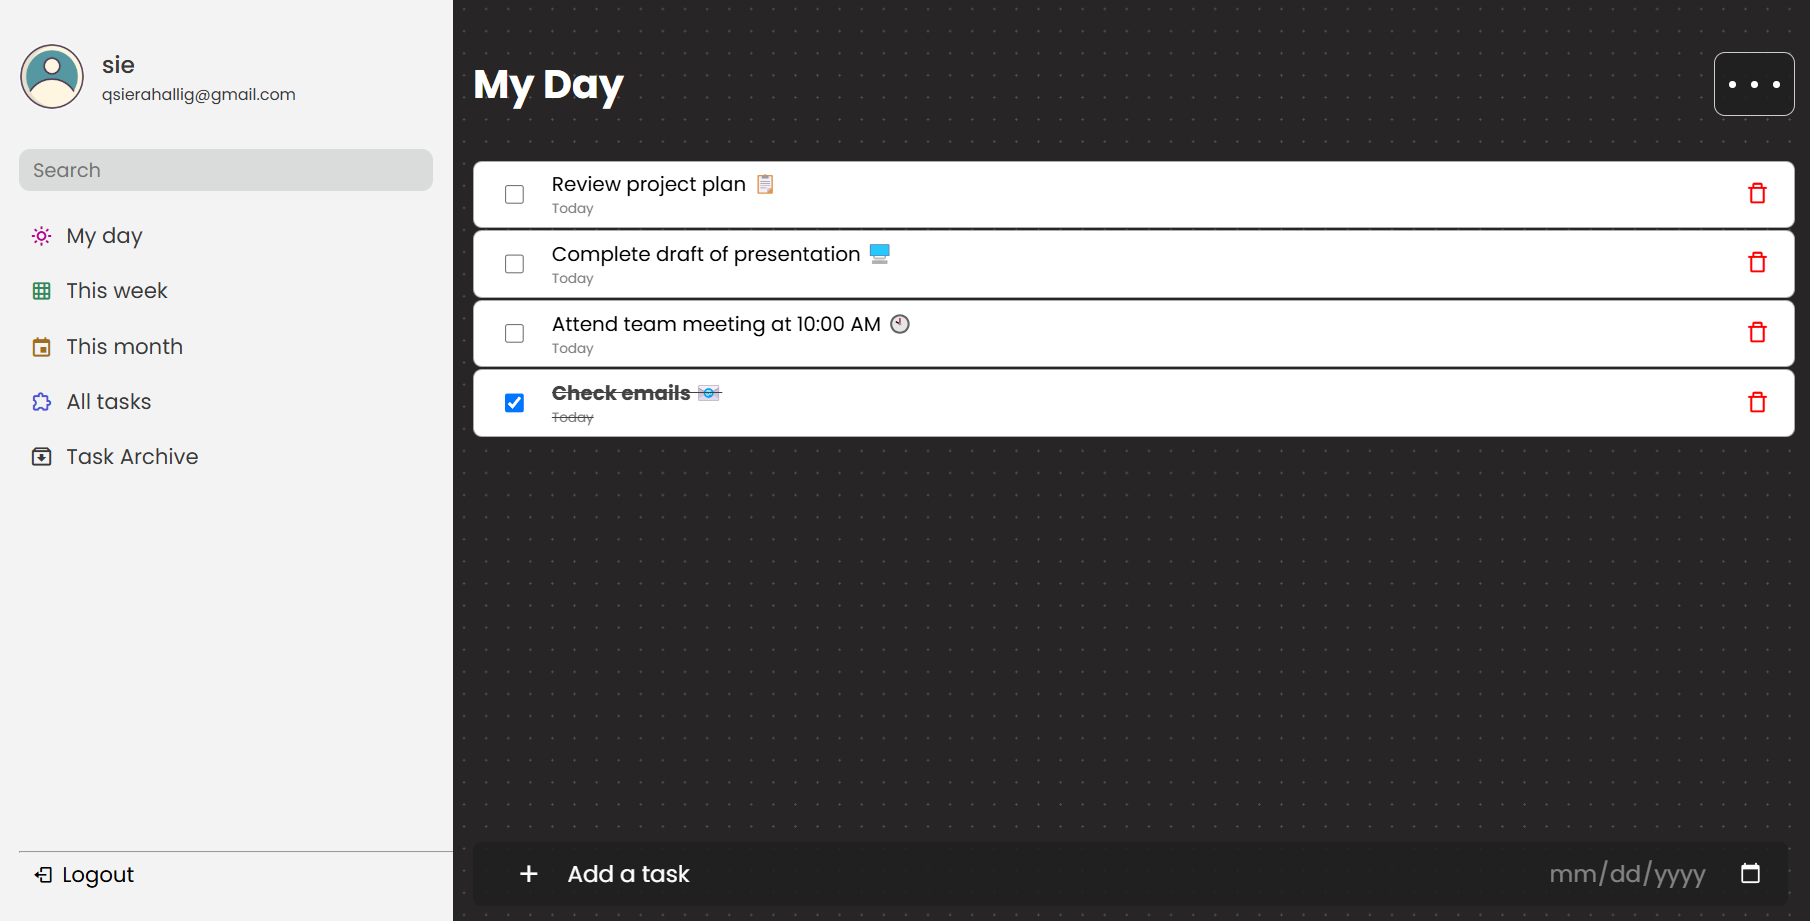 sie
qsierahallig@gmail.com
Search
My day
This week
This month
All tasks
Task Archive
Logout
My Day
Review project plan 📋
Today
Complete draft of presentation 🖥️
Today
Attend team meeting at 10:00 AM 🕙
Today
Check emails 📧
Today
+ Add a task
mm/dd/yyyy